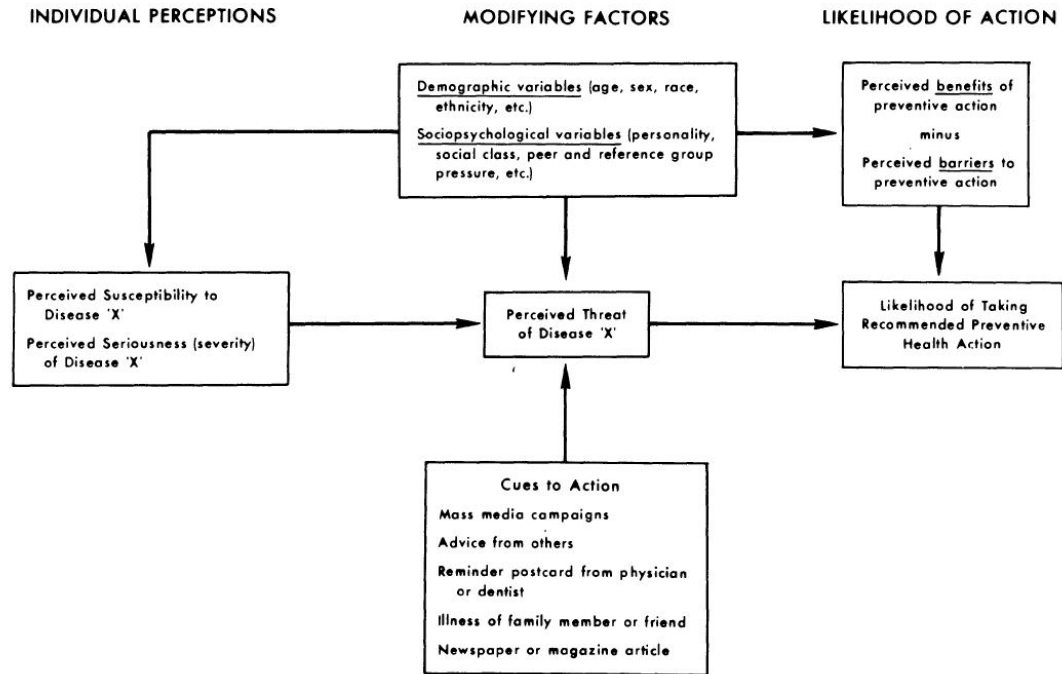 INDIVIDUAL PERCEPTIONS
MODIFYING FACTORS
LIKELIHOOD OF ACTION
Demographic variables (age, sex, race,
ethnicity, etc.)
Sociopsychological variables (personality,
social class, peer and reference group
pressure, etc.)
Perceived benefits of
preventive action
minus
Perceived barriers to
preventive action
Perceived Susceptibility to
Disease 'X'
Perceived Seriousness (severity)
of Disease 'X'
Perceived Threat
of Disease 'X'
Likelihood of Taking
Recommended Preventive
Health Action
Cues to Action
Mass media campaigns
Advice from others
Reminder postcard from physician
or dentist
Illness of family member or friend
Newspaper or magazine article